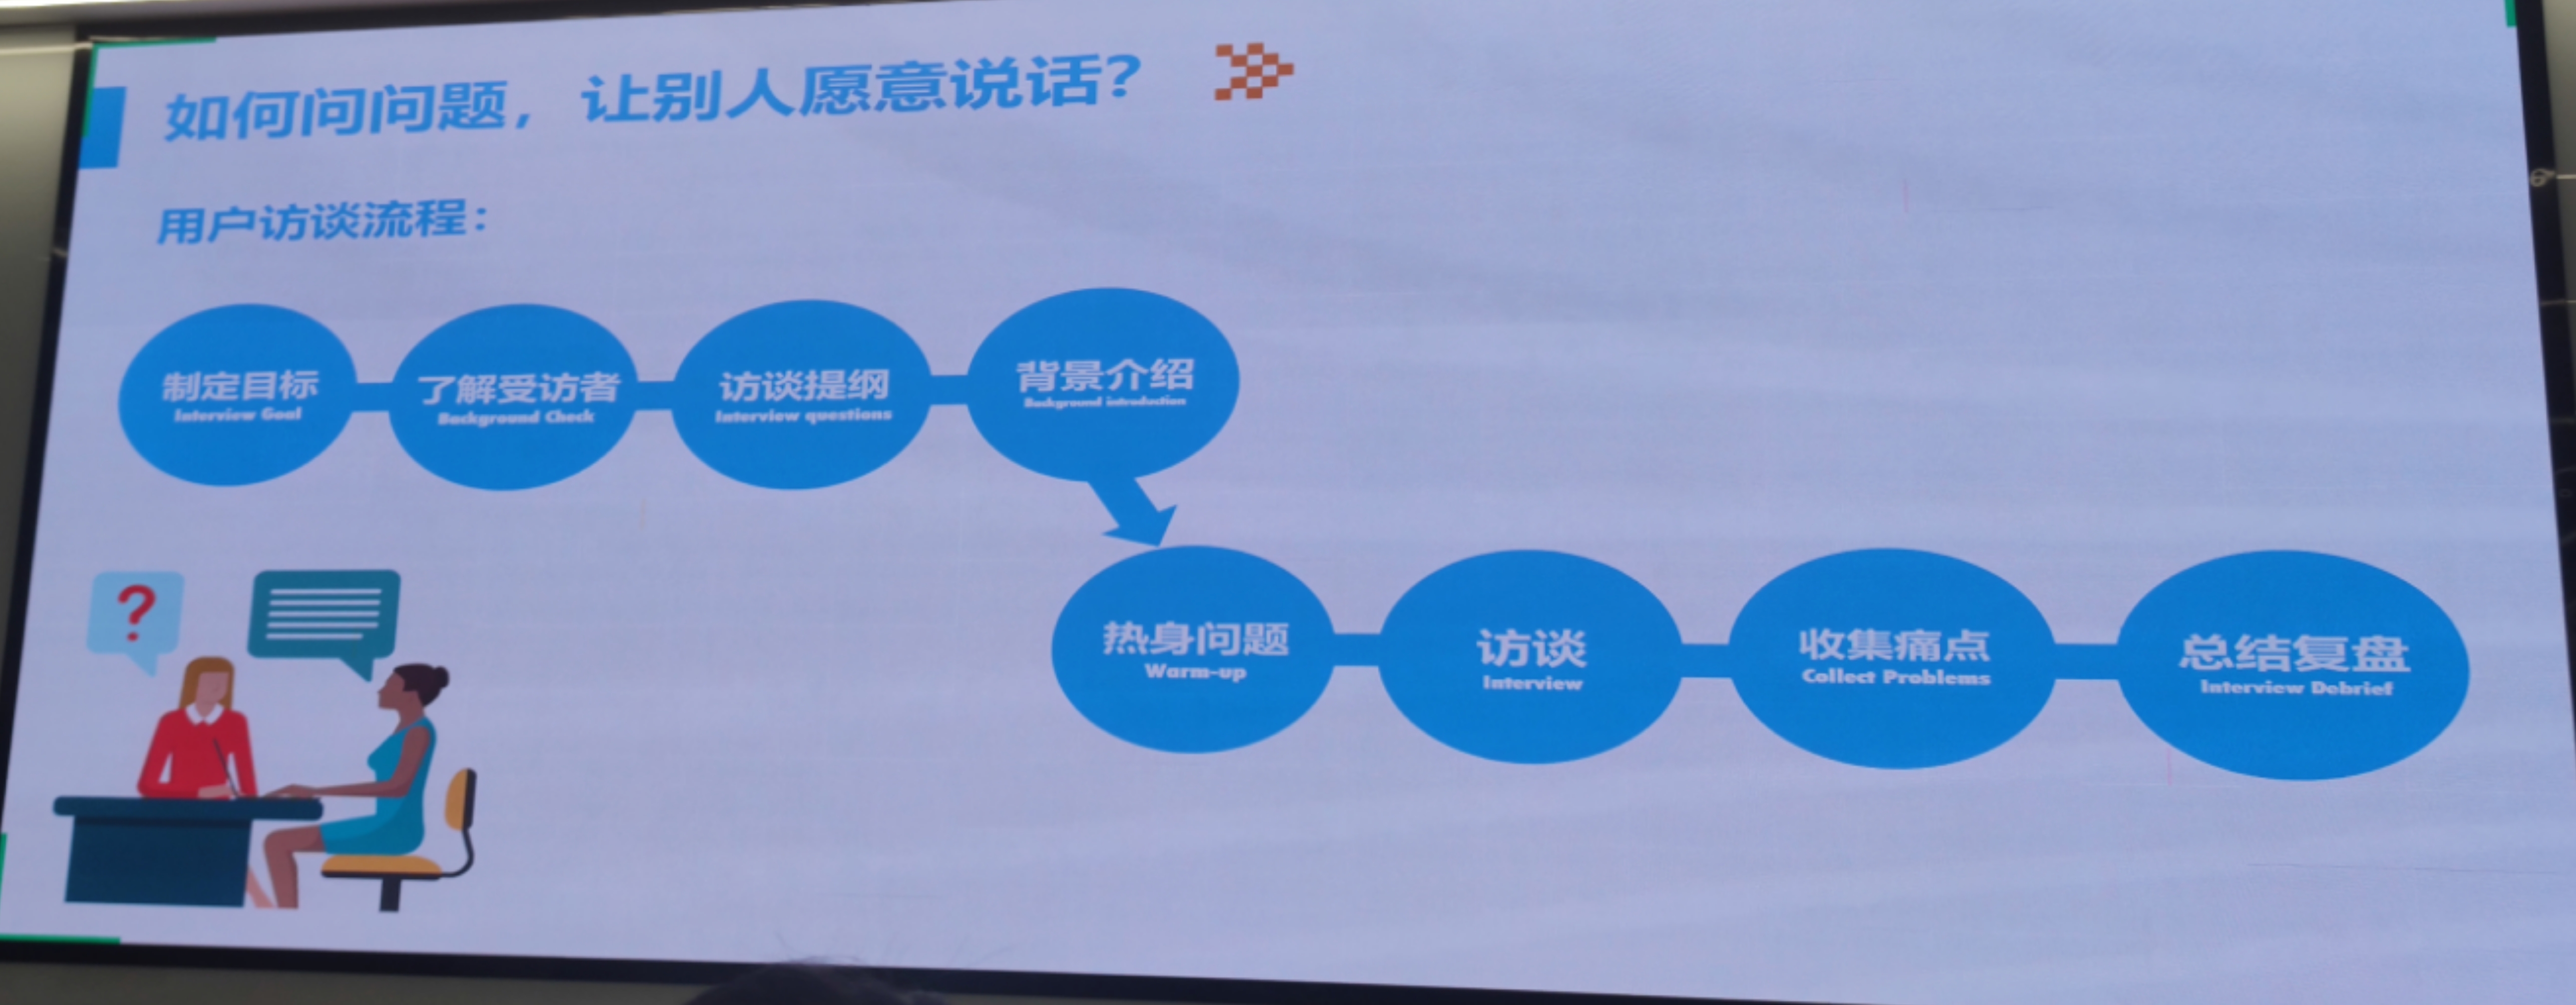 如何问问题，让别人愿意说话？
用户访谈流程：
制定目标
Interview Goal
了解受访者
Background Check
访谈提纲
Interview questions
背景介绍
Background introduction
热身问题
Warm-up
访谈
Interview
收集痛点
Collect Problems
总结复盘
Interview Debrief
?